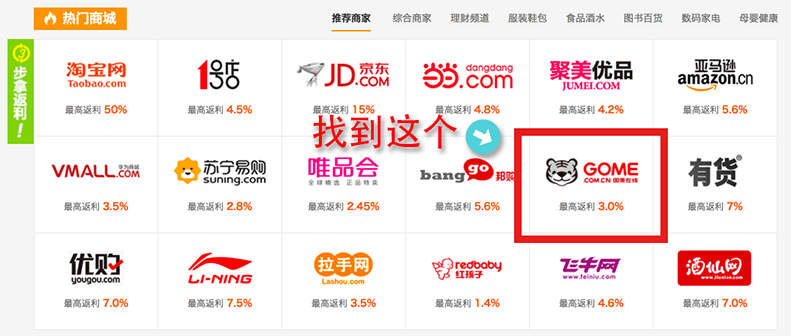 热门商城
推荐商家 综合商家 理财频道 服装鞋包 食品酒水 图书百货 数码家电 母婴健康
3步拿返利！
淘宝网
Taobao.com
最高返利 50%
1号店
最高返利 4.5%
JD.京东
.COM
最高返利 15%
dangdang
当当.com
最高返利 4.8%
聚美优品
JUMEI.COM
最高返利 4.2%
亚马逊
amazon.cn
最高返利 5.6%
找到这个
华为商城
VMALL.COM
最高返利 3.5%
苏宁易购
suning.com
最高返利 2.8%
唯品会
全球精选 正品特卖
最高返利 2.45%
banggo 邦购
最高返利 5.6%
GOME
.COM.CN 国美在线
最高返利 3.0%
有货
最高返利 7%
优购
yougou.com
最高返利 7.0%
LI-NING
最高返利 7.5%
拉手网
Lashou.com
最高返利 3.5%
redbaby
红孩子
最高返利 1.4%
飞牛网
www.feiniu.com
最高返利 4.6%
酒仙网
www.jiuxian.com
最高返利 7.0%